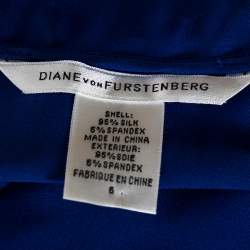 DIANE VON FURSTENBERG
SHELL:
95% SILK
5% SPANDEX
MADE IN CHINA
EXTERIEUR:
95% SOIE
5% SPANDEX
FABRIQUE EN CHINE
6